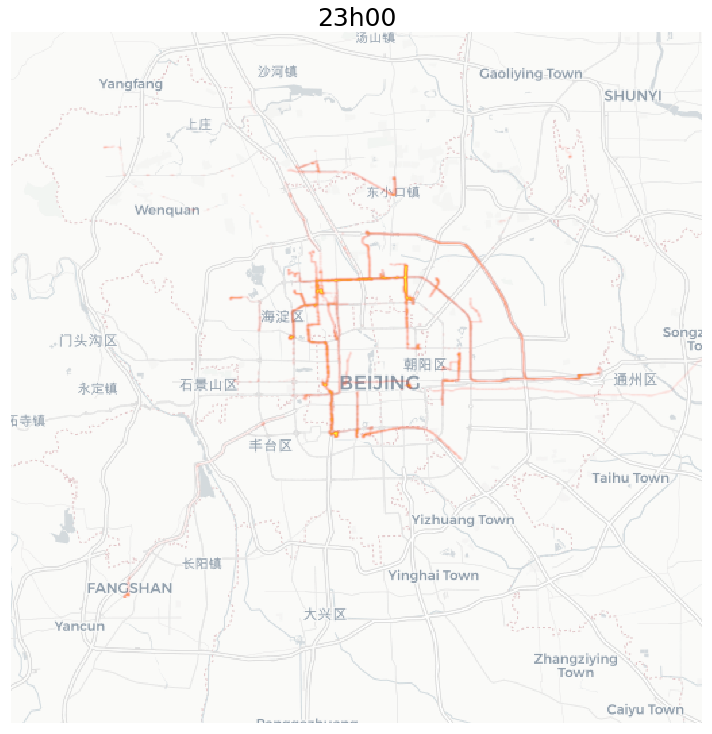 23h00
汤山镇
沙河镇
Gaoliying Town
Yangfang
SHUNYI
上庄
东小口镇
Wenquan
海淀区
门头沟区
Songz
To
朝阳区
BEIJING
通州区
石景山区
永定镇
石寺镇
丰台区
Taihu Town
Yizhuang Town
长阳镇
Yinghai Town
FANGSHAN
大兴区
Yancun
Zhangziying
Town
Caiyu Town